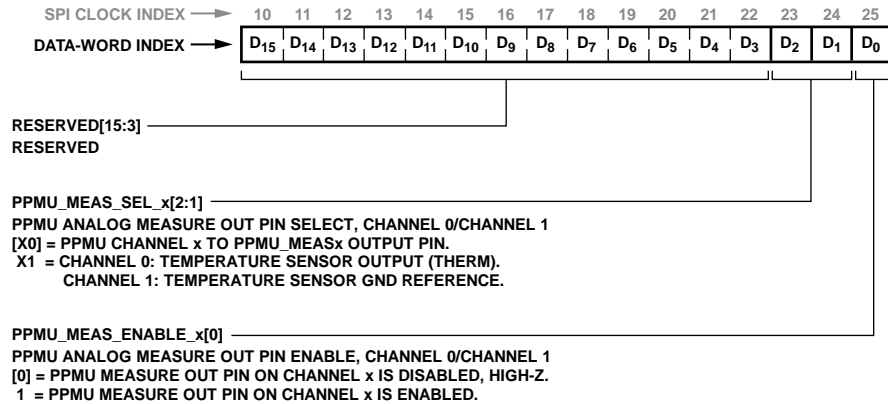 SPI CLOCK INDEX 10 11 12 13 14 15 16 17 18 19 20 21 22 23 24 25
DATA-WORD INDEX D15 D14 D13 D12 D11 D10 D9 D8 D7 D6 D5 D4 D3 D2 D1 D0
RESERVED[15:3]
RESERVED
PPMU_MEAS_SEL_x[2:1]
PPMU ANALOG MEASURE OUT PIN SELECT, CHANNEL 0/CHANNEL 1
[X0] = PPMU CHANNEL x TO PPMU_MEASx OUTPUT PIN.
X1 = CHANNEL 0: TEMPERATURE SENSOR OUTPUT (THERM).
CHANNEL 1: TEMPERATURE SENSOR GND REFERENCE.
PPMU_MEAS_ENABLE_x[0]
PPMU ANALOG MEASURE OUT PIN ENABLE, CHANNEL 0/CHANNEL 1
[0] = PPMU MEASURE OUT PIN ON CHANNEL x IS DISABLED, HIGH-Z.
1 = PPMU MEASURE OUT PIN ON CHANNEL x IS ENABLED.